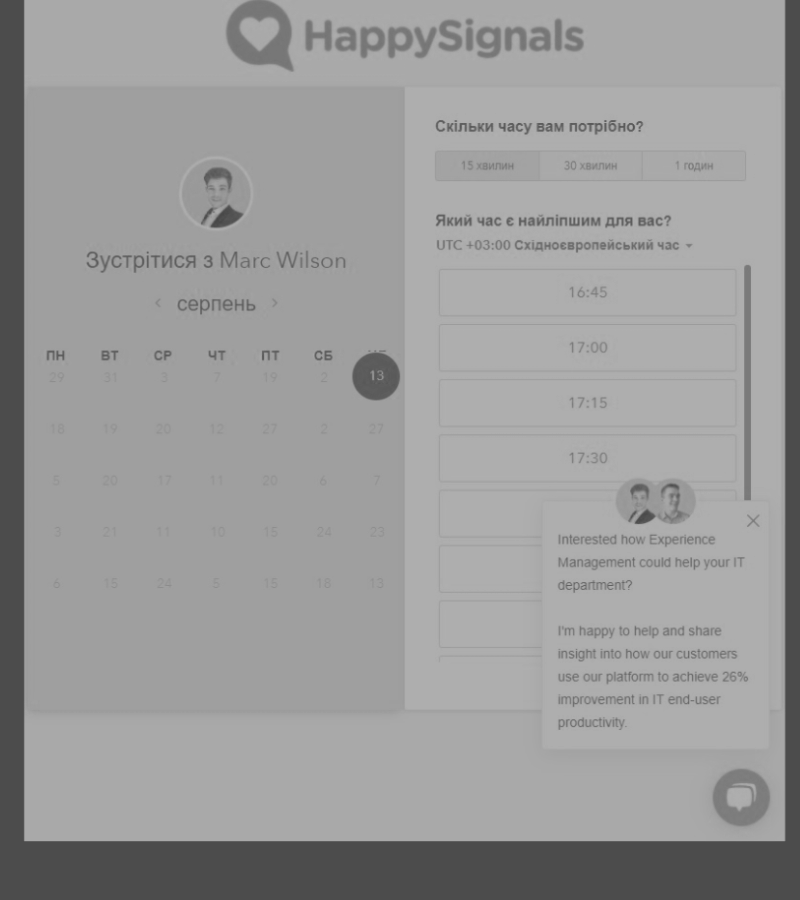 HappySignals
Зустрітися з Marc Wilson
серпень
ПН ВТ СР ЧТ ПТ СБ
29 31 3 7 19 2 13
18 19 20 12 27 2 27
5 20 17 11 20 6 7
3 21 11 10 15 24 23
6 15 24 5 15 18 13
Скільки часу вам потрібно?
15 хвилин 30 хвилин 1 годин
Який час є найліпшим для вас?
UTC +03:00 Східноєвропейський час
16:45
17:00
17:15
17:30
Interested how Experience
Management could help your IT
department?
I'm happy to help and share
insight into how our customers
use our platform to achieve 26%
improvement in IT end-user
productivity.